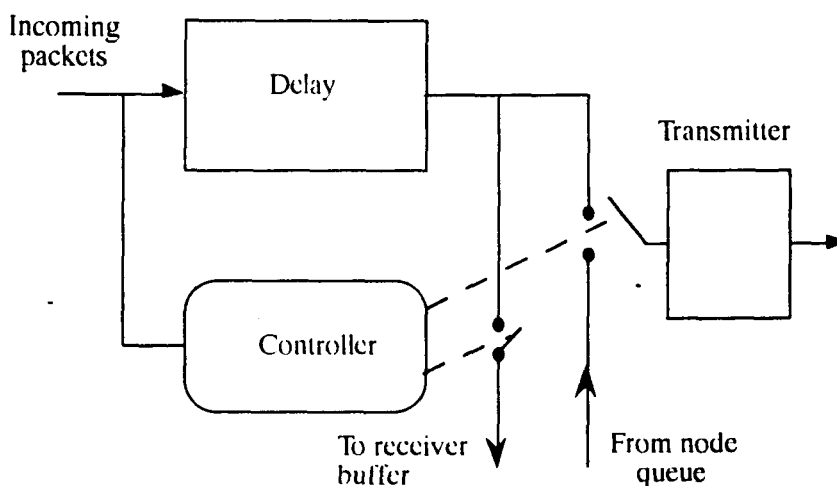 Incoming
packets
Delay
Transmitter
Controller
To receiver
buffer
From node
queue